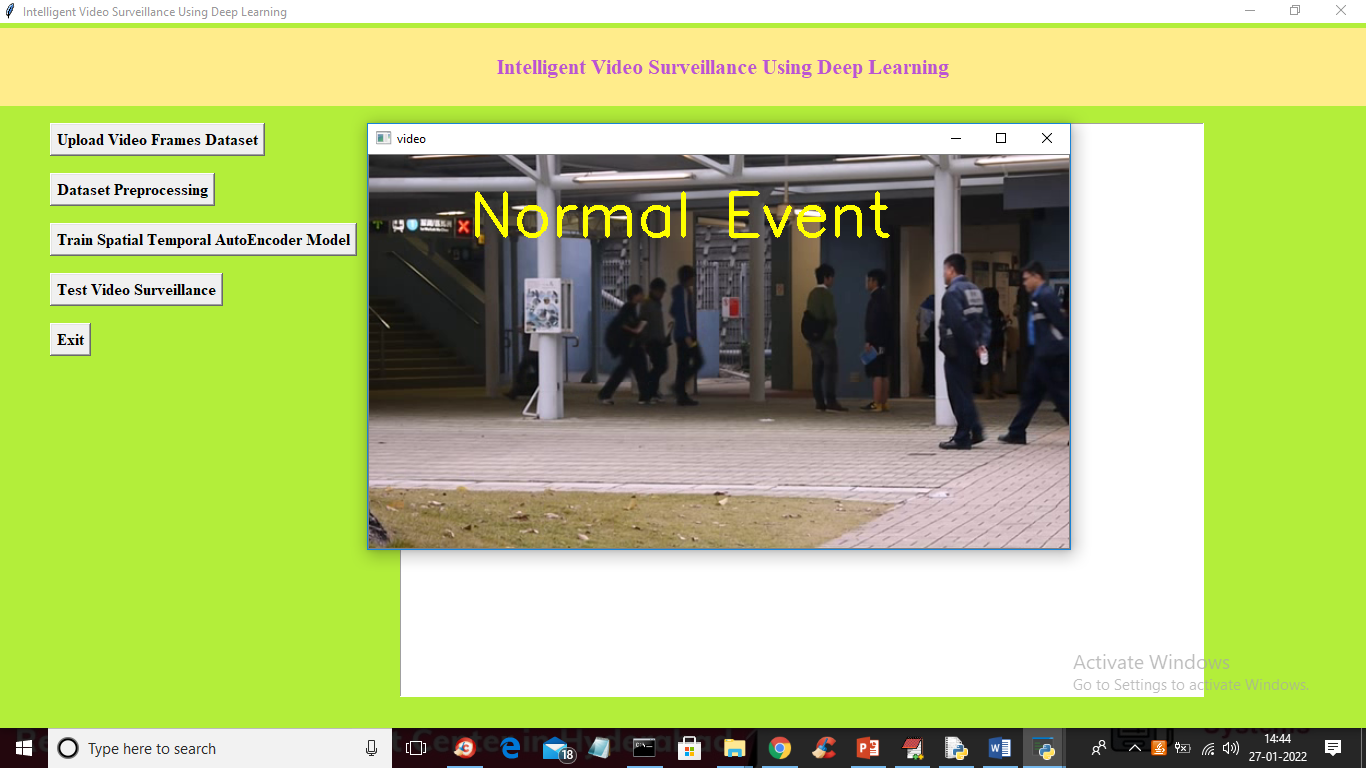 Intelligent Video Surveillance Using Deep Learning
Intelligent Video Surveillance Using Deep Learning
Upload Video Frames Dataset
Dataset Preprocessing
Train Spatial Temporal AutoEncoder Model
Test Video Surveillance
Exit
video
Normal Event
Activate Windows
Go to Settings to activate Windows.
Type here to search
18
14:44
27-01-2022